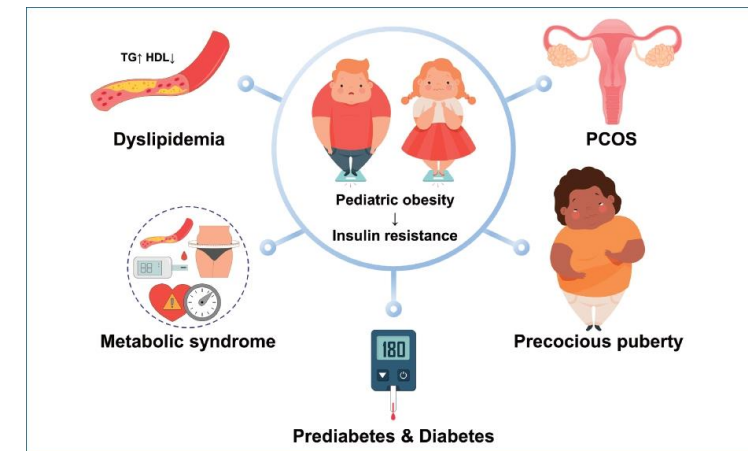 TG↑ HDL↓
Dyslipidemia
PCOS
Pediatric obesity
↓
Insulin resistance
Metabolic syndrome
Precocious puberty
180
Prediabetes & Diabetes